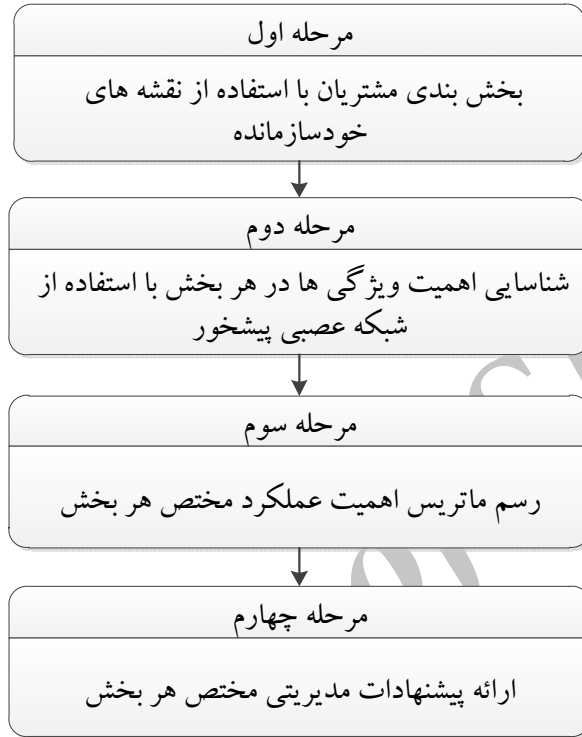 مرحله اول
بخش بندی مشتریان با استفاده از نقشه های
خودسازمانده
مرحله دوم
شناسایی اهمیت ویژگی ها در هر بخش با استفاده از
شبکه عصبی پیشخور
مرحله سوم
رسم ماتریس اهمیت عملکرد مختص هر بخش
مرحله چهارم
ارائه پیشنهادات مدیریتی مختص هر بخش